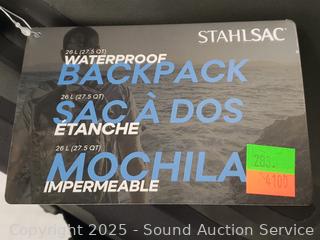 STAHLSAC
26 L (27.5 QT)
WATERPROOF
BACKPACK
26 L (27.5 QT)
SAC À DOS
ÉTANCHE
26 L (27.5 QT)
MOCHILA
IMPERMEABLE
4100
Copyright 2025 - Sound Auction Service